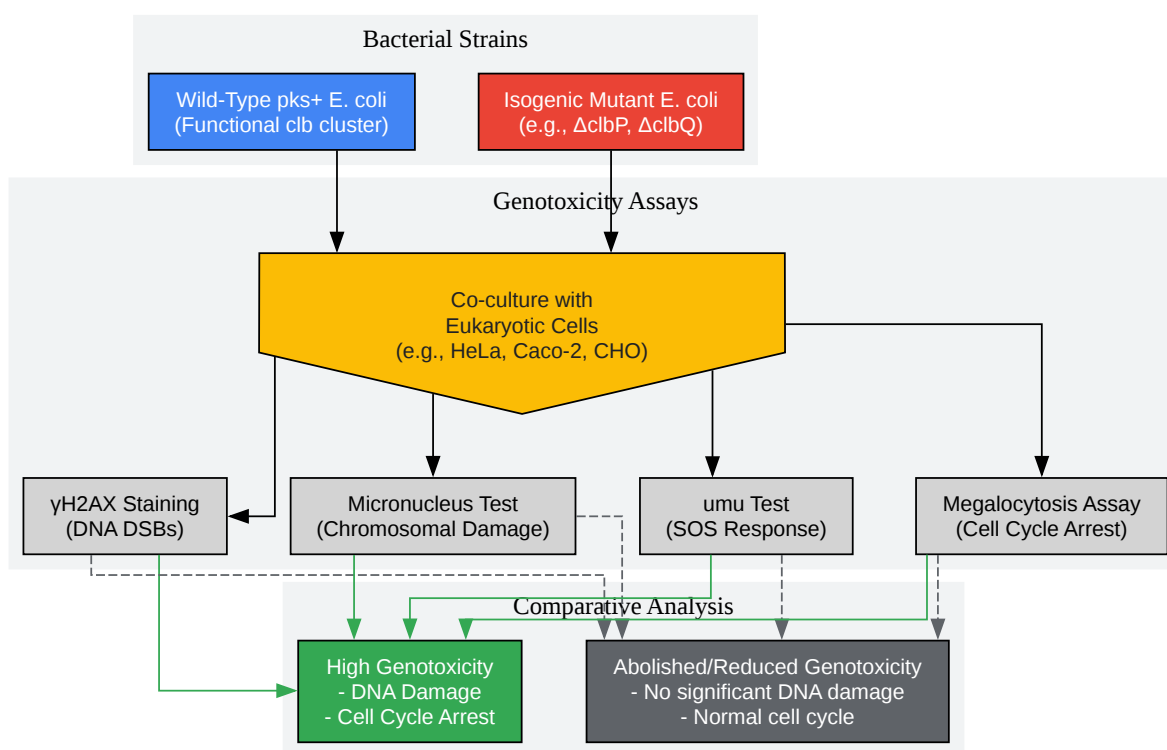 Bacterial Strains
Wild-Type pks+ E. coli
(Functional clb cluster)
Isogenic Mutant E. coli
(e.g., ΔclbP, ΔclbQ)
Genotoxicity Assays
Co-culture with
Eukaryotic Cells
(e.g., HeLa, Caco-2, CHO)
γH2AX Staining
(DNA DSBs)
Micronucleus Test
(Chromosomal Damage)
umu Test
(SOS Response)
Megalocytosis Assay
(Cell Cycle Arrest)
Comparative Analysis
High Genotoxicity
- DNA Damage
- Cell Cycle Arrest
Abolished/Reduced Genotoxicity
- No significant DNA damage
- Normal cell cycle